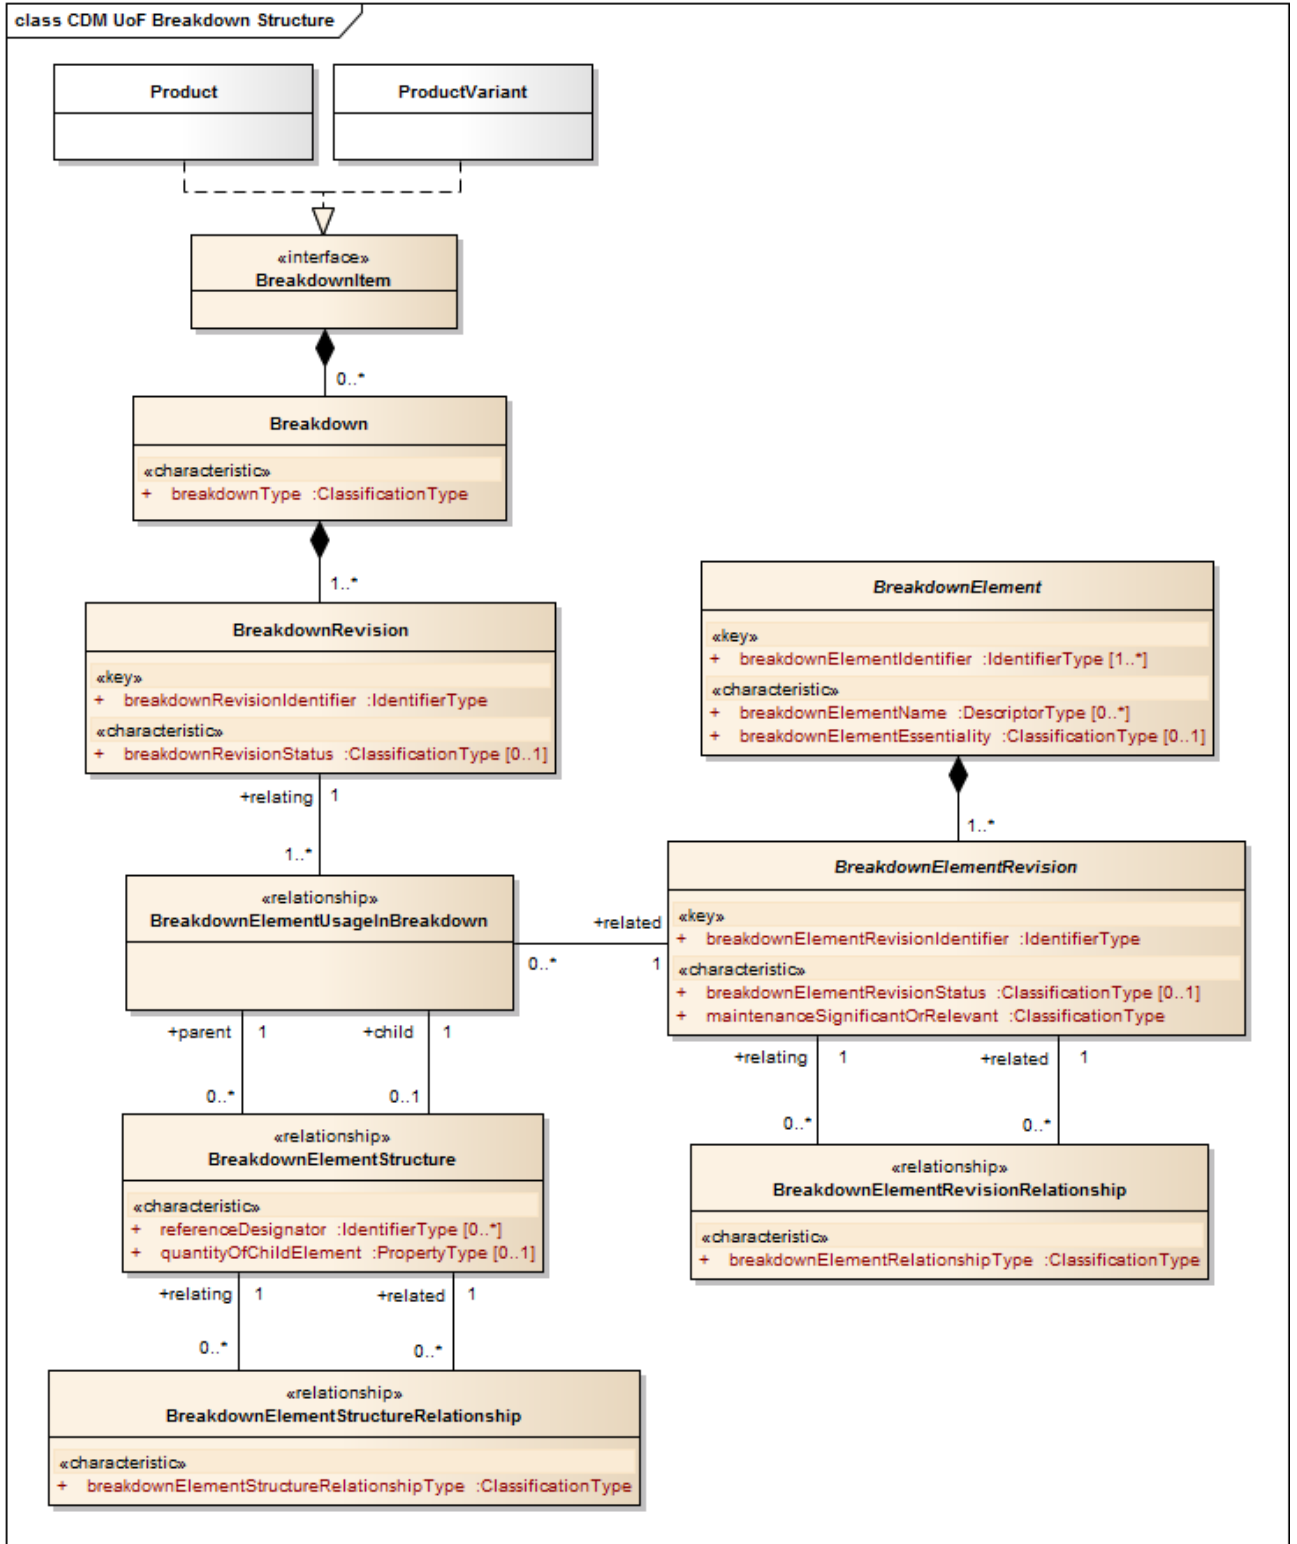 class CDM UoF Breakdown Structure
Product
ProductVariant
«interface»
BreakdownItem
0..*
Breakdown
«characteristic»
+ breakdownType :ClassificationType
1..*
BreakdownRevision
«key»
+ breakdownRevisionIdentifier :IdentifierType
«characteristic»
+ breakdownRevisionStatus :ClassificationType [0..1]
BreakdownElement
«key»
+ breakdownElementIdentifier :IdentifierType [1..*]
«characteristic»
+ breakdownElementName :DescriptorType [0..*]
+ breakdownElementEssentiality :ClassificationType [0..1]
+relating 1
1..*
1..*
«relationship»
BreakdownElementUsageInBreakdown
+related
0..* 1
BreakdownElementRevision
«key»
+ breakdownElementRevisionIdentifier :IdentifierType
«characteristic»
+ breakdownElementRevisionStatus :ClassificationType [0..1]
+ maintenanceSignificantOrRelevant :ClassificationType
+parent 1 +child 1
0..* 0..1
+relating 1 +related 1
0..* 0..*
«relationship»
BreakdownElementStructure
«characteristic»
+ referenceDesignator :IdentifierType [0..*]
+ quantityOfChildElement :PropertyType [0..1]
«relationship»
BreakdownElementRevisionRelationship
«characteristic»
+ breakdownElementRelationshipType :ClassificationType
+relating 1 +related 1
0..* 0..*
«relationship»
BreakdownElementStructureRelationship
«characteristic»
+ breakdownElementStructureRelationshipType :ClassificationType